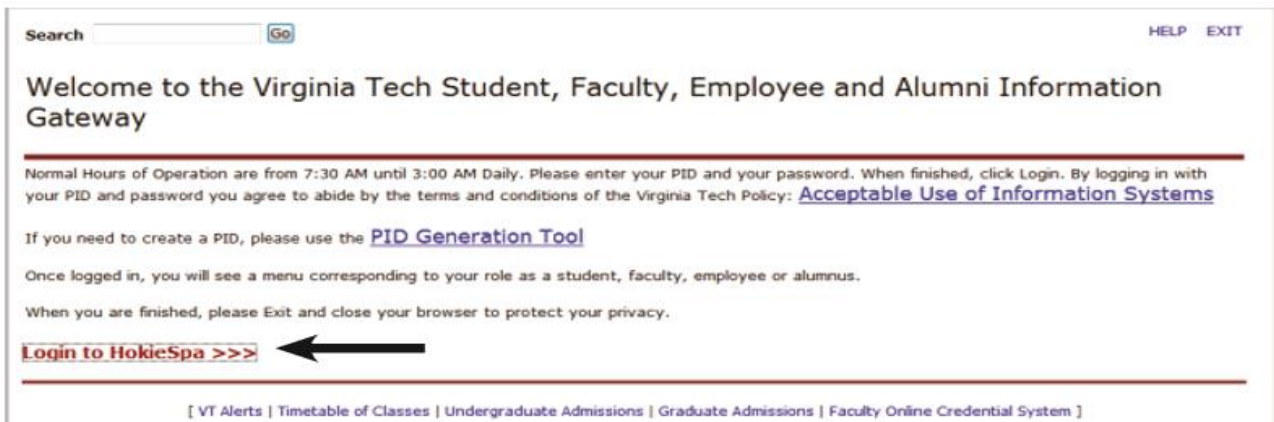 Search Go HELP EXIT
Welcome to the Virginia Tech Student, Faculty, Employee and Alumni Information
Gateway
Normal Hours of Operation are from 7:30 AM until 3:00 AM Daily. Please enter your PID and your password. When finished, click Login. By logging in with
your PID and password you agree to abide by the terms and conditions of the Virginia Tech Policy: Acceptable Use of Information Systems
If you need to create a PID, please use the PID Generation Tool
Once logged in, you will see a menu corresponding to your role as a student, faculty, employee or alumnus.
When you are finished, please Exit and close your browser to protect your privacy.
Login to HokieSpa >>>
[ VT Alerts | Timetable of Classes | Undergraduate Admissions | Graduate Admissions | Faculty Online Credential System ]